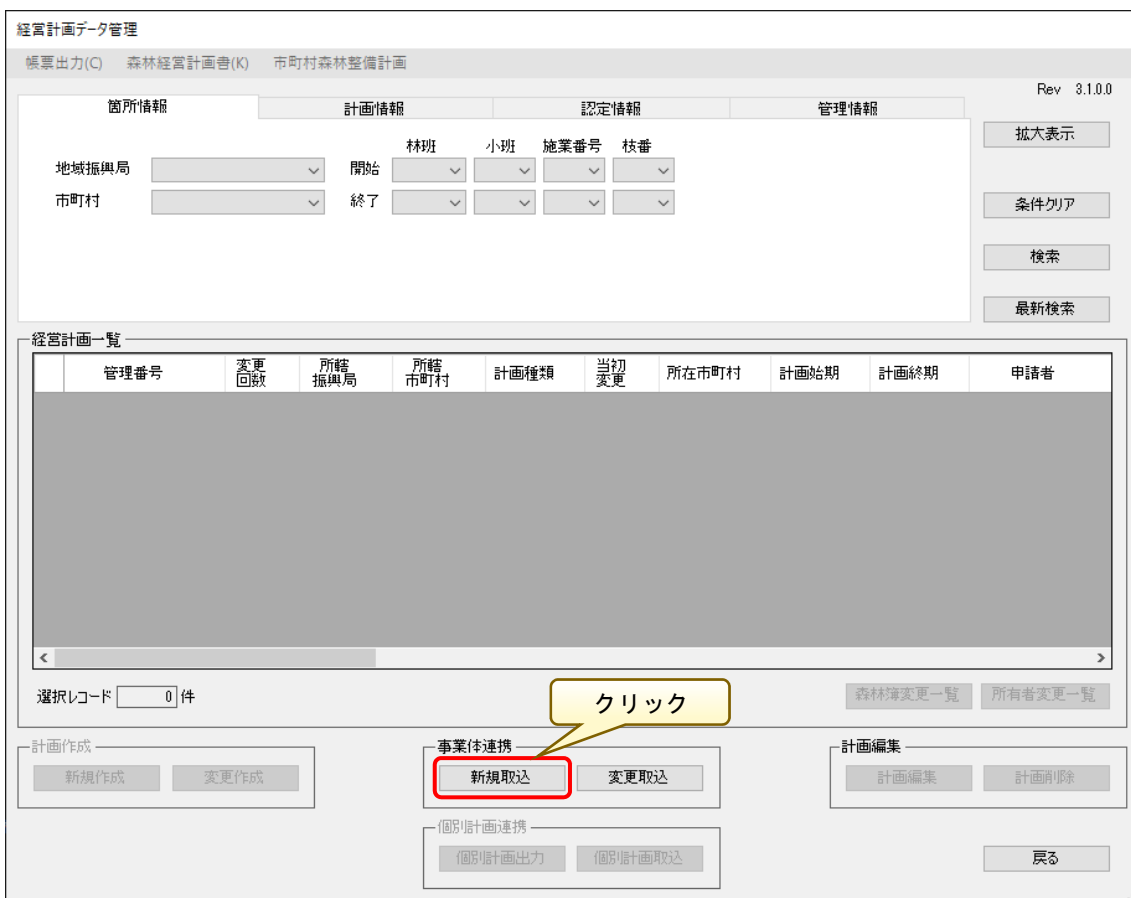 経営計画データ管理
帳票出力(C) 森林経営計画書(K) 市町村森林整備計画
Rev 3.1.0.0
箇所情報 計画情報 認定情報 管理情報
拡大表示
林班 小班 施業番号 枝番
地域振興局 開始
市町村 終了
条件クリア
検索
最新検索
経営計画一覧
管理番号 変更回数 所轄振興局 所轄市町村 計画種類 当初変更 所在市町村 計画始期 計画終期 申請者
選択レコード 0 件
クリック
森林簿変更一覧 所有者変更一覧
計画作成 事業体連携 計画編集
新規作成 変更作成 新規取込 変更取込 計画編集 計画削除
個別計画連携
個別計画出力 個別計画取込
戻る